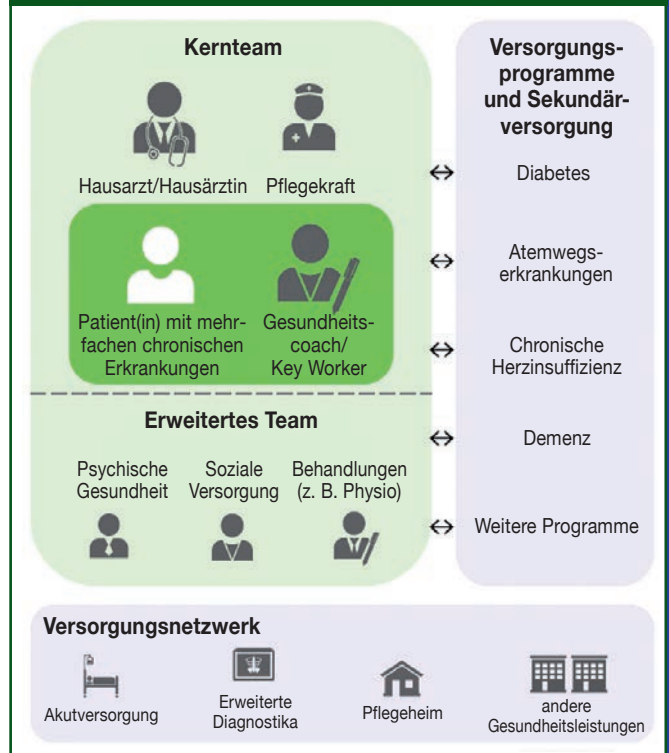 Kernteam
Hausarzt/Hausärztin
Pflegekraft
Patient(in) mit mehr-
fachen chronischen
Erkrankungen
Gesundheits-
coach/
Key Worker
Erweitertes Team
Psychische
Gesundheit
Soziale
Versorgung
Behandlungen
(z. B. Physio)
Versorgungs-
programme
und Sekundär-
versorgung
Diabetes
Atemwegs-
erkrankungen
Chronische
Herzinsuffizienz
Demenz
Weitere Programme
Versorgungsnetzwerk
Akutversorgung
Erweiterte
Diagnostika
Pflegeheim
andere
Gesundheitsleistungen